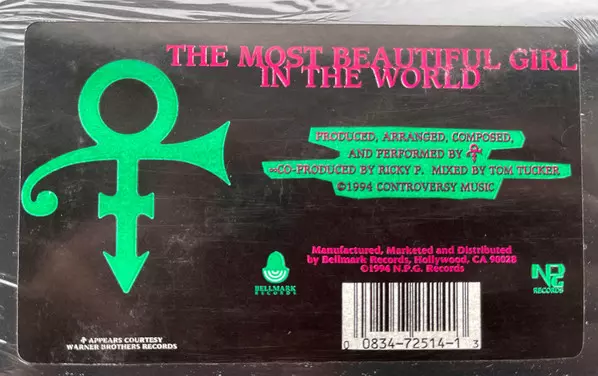 THE MOST BEAUTIFUL GIRL
IN THE WORLD
PRODUCED, ARRANGED, COMPOSED,
AND PERFORMED BY
∞CO-PRODUCED BY RICKY P. MIXED BY TOM TUCKER
©1994 CONTROVERSY MUSIC
Manufactured, Marketed and Distributed
by Bellmark Records, Hollywood, CA 90028
©1994 N.P.G. Records
BELLMARK
RECORDS
NPG
RECORDS
APPEARS COURTESY
WARNER BROTHERS RECORDS
0 0834-72514-1 3